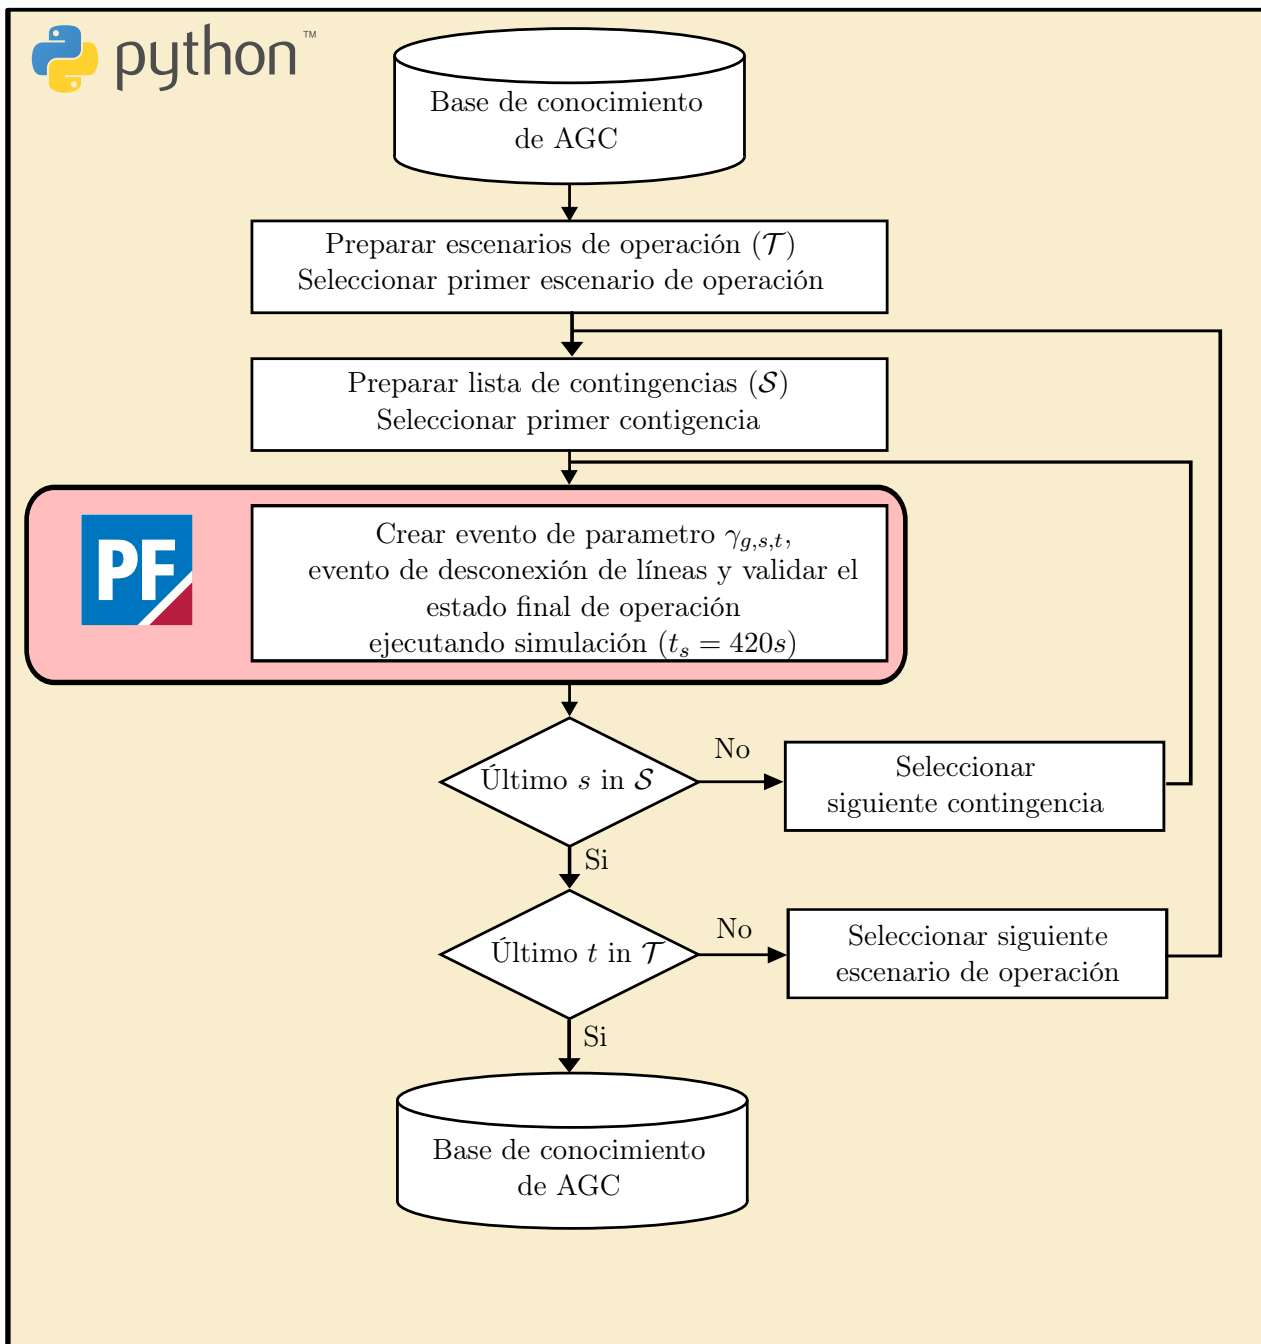 python™
Base de conocimiento
de AGC
Preparar escenarios de operación (𝒯)
Seleccionar primer escenario de operación
Preparar lista de contingencias (𝒮)
Seleccionar primer contigencia
PF
Crear evento de parametro γ_{g,s,t},
evento de desconexión de líneas y validar el
estado final de operación
ejecutando simulación (t_s = 420s)
Último s in 𝒮
No
Seleccionar
siguiente contingencia
Si
Último t in 𝒯
No
Seleccionar siguiente
escenario de operación
Si
Base de conocimiento
de AGC